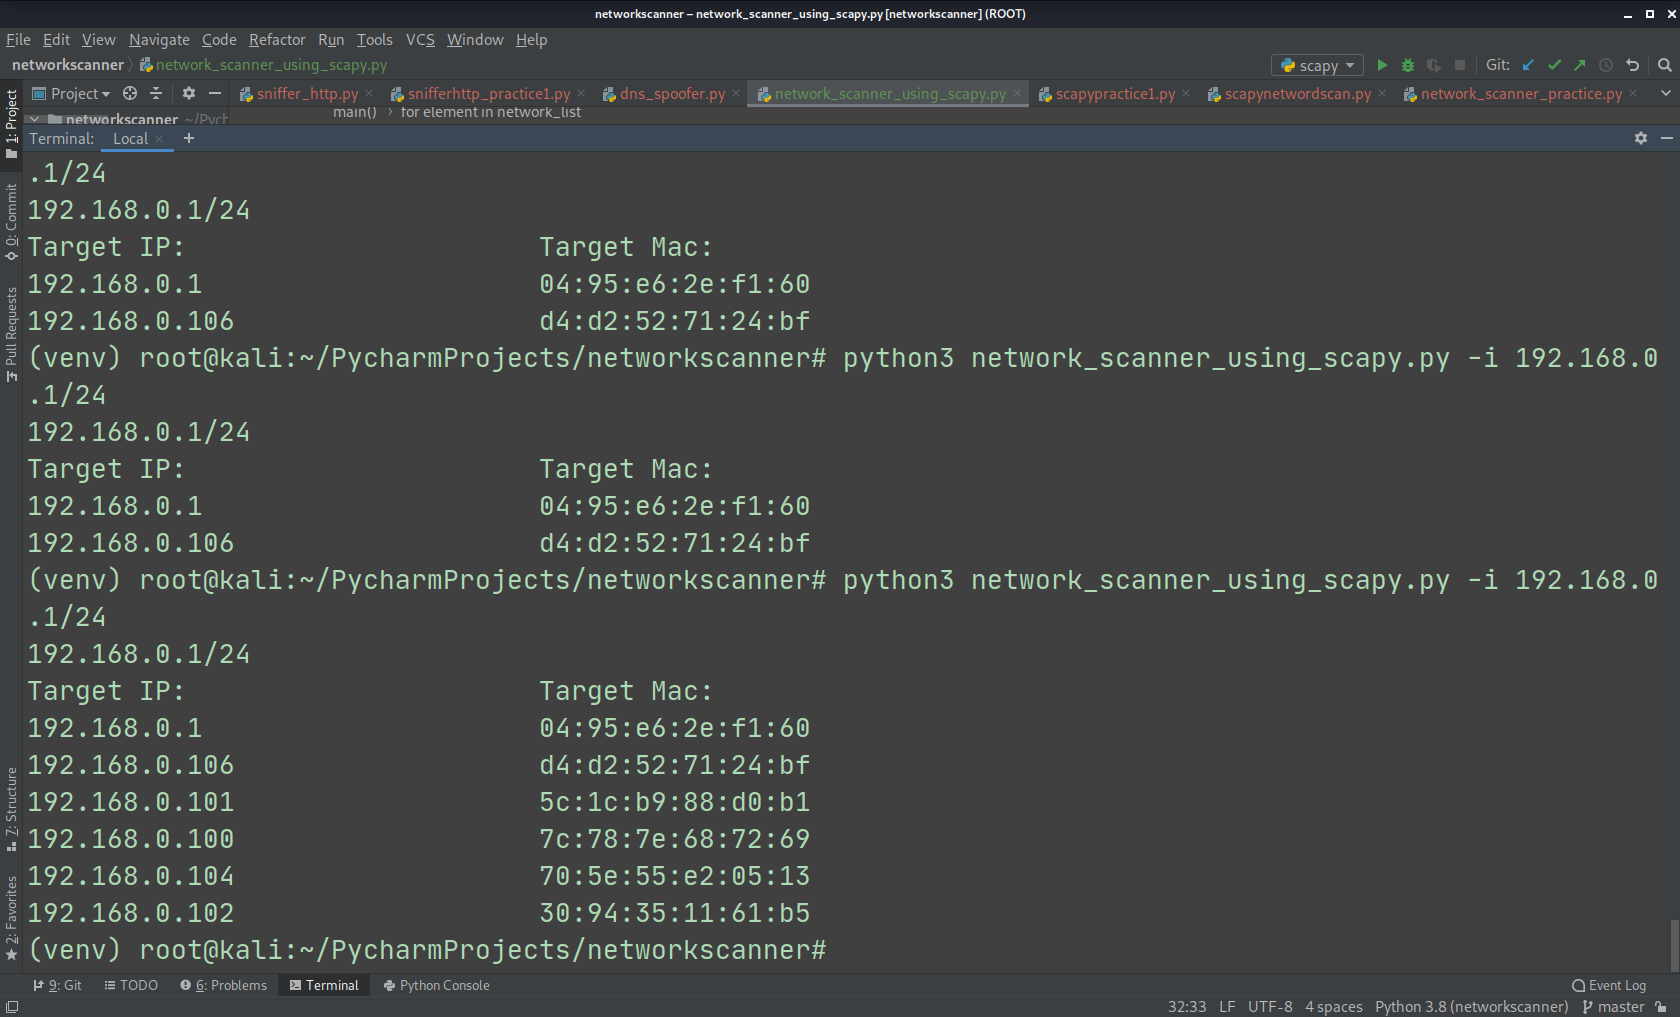 networkscanner – network_scanner_using_scapy.py [networkscanner] (ROOT)
File Edit View Navigate Code Refactor Run Tools VCS Window Help
networkscanner network_scanner_using_scapy.py scapy Git:
Project sniffer_http.py snifferhttp_practice1.py dns_spoofer.py network_scanner_using_scapy.py scapypractice1.py scapynetwordscan.py network_scanner_practice.py
networkscanner ~/Pych main() › for element in network_list
Terminal: Local +
.1/24
192.168.0.1/24
Target IP: Target Mac:
192.168.0.1 04:95:e6:2e:f1:60
192.168.0.106 d4:d2:52:71:24:bf
(venv) root@kali:~/PycharmProjects/networkscanner# python3 network_scanner_using_scapy.py -i 192.168.0
.1/24
192.168.0.1/24
Target IP: Target Mac:
192.168.0.1 04:95:e6:2e:f1:60
192.168.0.106 d4:d2:52:71:24:bf
(venv) root@kali:~/PycharmProjects/networkscanner# python3 network_scanner_using_scapy.py -i 192.168.0
.1/24
192.168.0.1/24
Target IP: Target Mac:
192.168.0.1 04:95:e6:2e:f1:60
192.168.0.106 d4:d2:52:71:24:bf
192.168.0.101 5c:1c:b9:88:d0:b1
192.168.0.100 7c:78:7e:68:72:69
192.168.0.104 70:5e:55:e2:05:13
192.168.0.102 30:94:35:11:61:b5
(venv) root@kali:~/PycharmProjects/networkscanner#
1: Project
0: Commit
Pull Requests
7: Structure
2: Favorites
9: Git TODO 6: Problems Terminal Python Console Event Log
32:33 LF UTF-8 4 spaces Python 3.8 (networkscanner) master